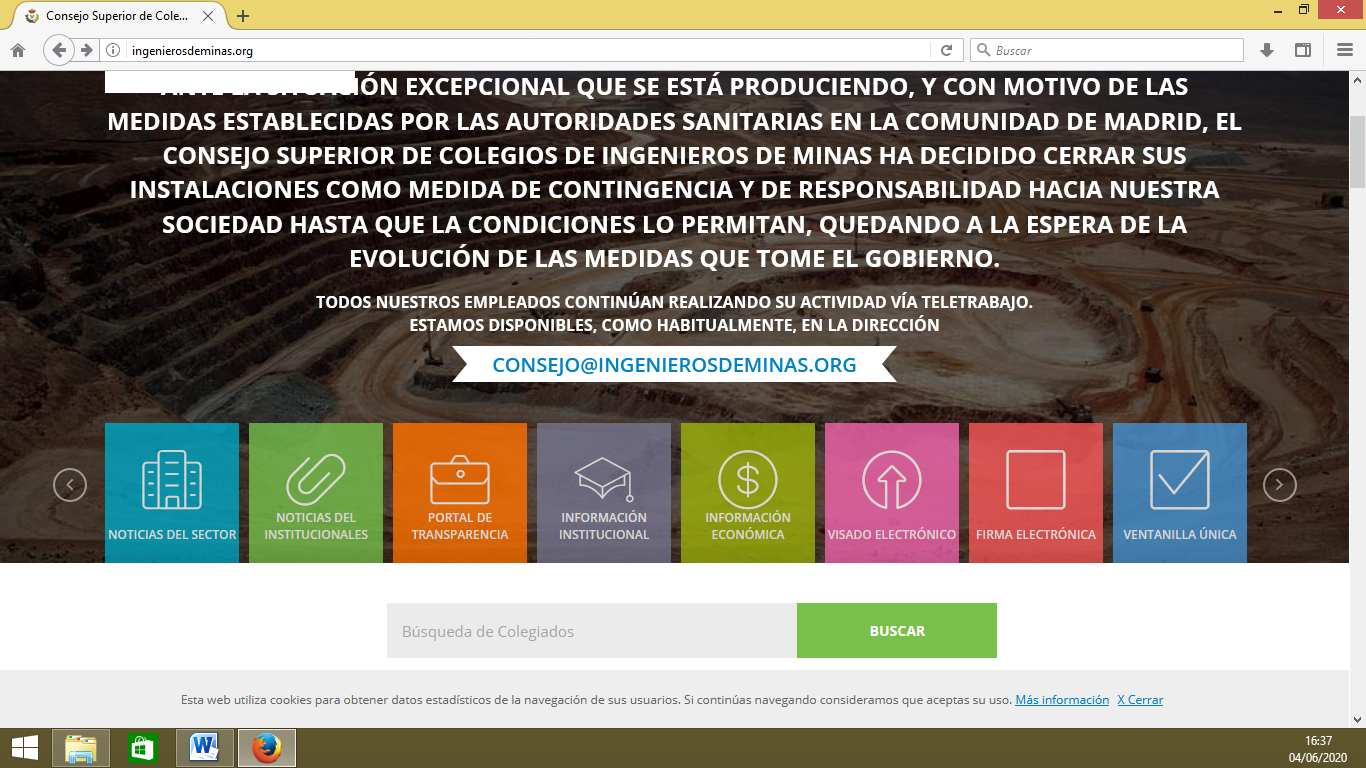 Consejo Superior de Cole...
ingenierosdeminas.org
Buscar
ANTE LA SITUACIÓN EXCEPCIONAL QUE SE ESTÁ PRODUCIENDO, Y CON MOTIVO DE LAS
MEDIDAS ESTABLECIDAS POR LAS AUTORIDADES SANITARIAS EN LA COMUNIDAD DE MADRID, EL
CONSEJO SUPERIOR DE COLEGIOS DE INGENIEROS DE MINAS HA DECIDIDO CERRAR SUS
INSTALACIONES COMO MEDIDA DE CONTINGENCIA Y DE RESPONSABILIDAD HACIA NUESTRA
SOCIEDAD HASTA QUE LA CONDICIONES LO PERMITAN, QUEDANDO A LA ESPERA DE LA
EVOLUCIÓN DE LAS MEDIDAS QUE TOME EL GOBIERNO.
TODOS NUESTROS EMPLEADOS CONTINÚAN REALIZANDO SU ACTIVIDAD VÍA TELETRABAJO.
ESTAMOS DISPONIBLES, COMO HABITUALMENTE, EN LA DIRECCIÓN
CONSEJO@INGENIEROSDEMINAS.ORG
NOTICIAS DEL SECTOR
NOTICIAS DEL
INSTITUCIONALES
PORTAL DE
TRANSPARENCIA
INFORMACIÓN
INSTITUCIONAL
INFORMACIÓN
ECONÓMICA
VISADO ELECTRÓNICO
FIRMA ELECTRÓNICA
VENTANILLA ÚNICA
Búsqueda de Colegiados
BUSCAR
Esta web utiliza cookies para obtener datos estadísticos de la navegación de sus usuarios. Si continúas navegando consideramos que aceptas su uso. Más información X Cerrar
16:37
04/06/2020